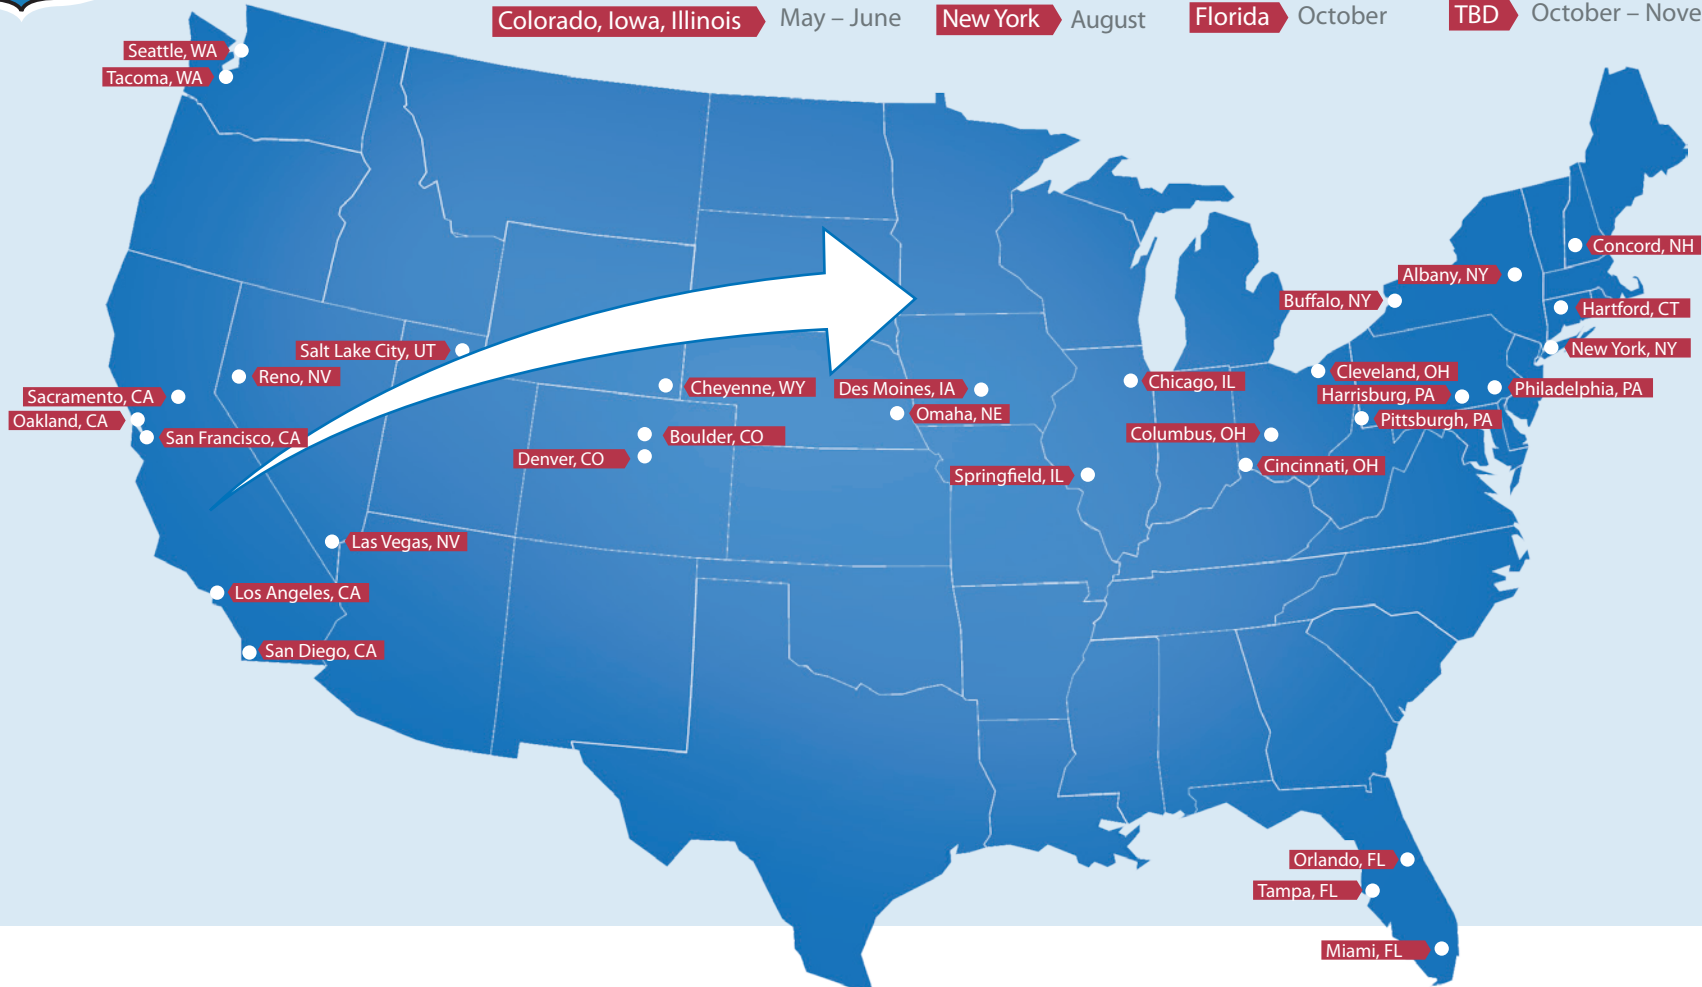 Colorado, Iowa, Illinois May – June New York August Florida October TBD October – Nove
Seattle, WA
Tacoma, WA
Concord, NH
Albany, NY
Buffalo, NY
Hartford, CT
New York, NY
Salt Lake City, UT
Reno, NV
Cleveland, OH
Chicago, IL
Cheyenne, WY
Des Moines, IA
Philadelphia, PA
Harrisburg, PA
Sacramento, CA
Omaha, NE
Oakland, CA
Pittsburgh, PA
San Francisco, CA
Boulder, CO
Columbus, OH
Denver, CO
Cincinnati, OH
Springfield, IL
Las Vegas, NV
Los Angeles, CA
San Diego, CA
Orlando, FL
Tampa, FL
Miami, FL